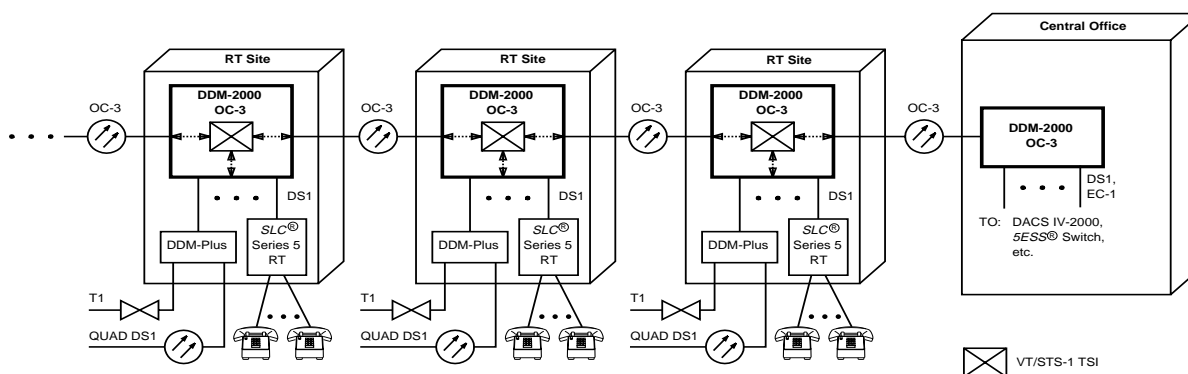 Central Office
RT Site
RT Site
RT Site
DDM-2000
OC-3
DDM-2000
OC-3
DDM-2000
OC-3
OC-3
OC-3
OC-3
OC-3
DDM-2000
OC-3
DS1
DS1
DS1
DS1,
EC-1
TO: DACS IV-2000,
5ESS® Switch,
etc.
DDM-Plus
SLC®
Series 5
RT
DDM-Plus
SLC®
Series 5
RT
DDM-Plus
SLC®
Series 5
RT
T1
T1
T1
QUAD DS1
QUAD DS1
QUAD DS1
VT/STS-1 TSI